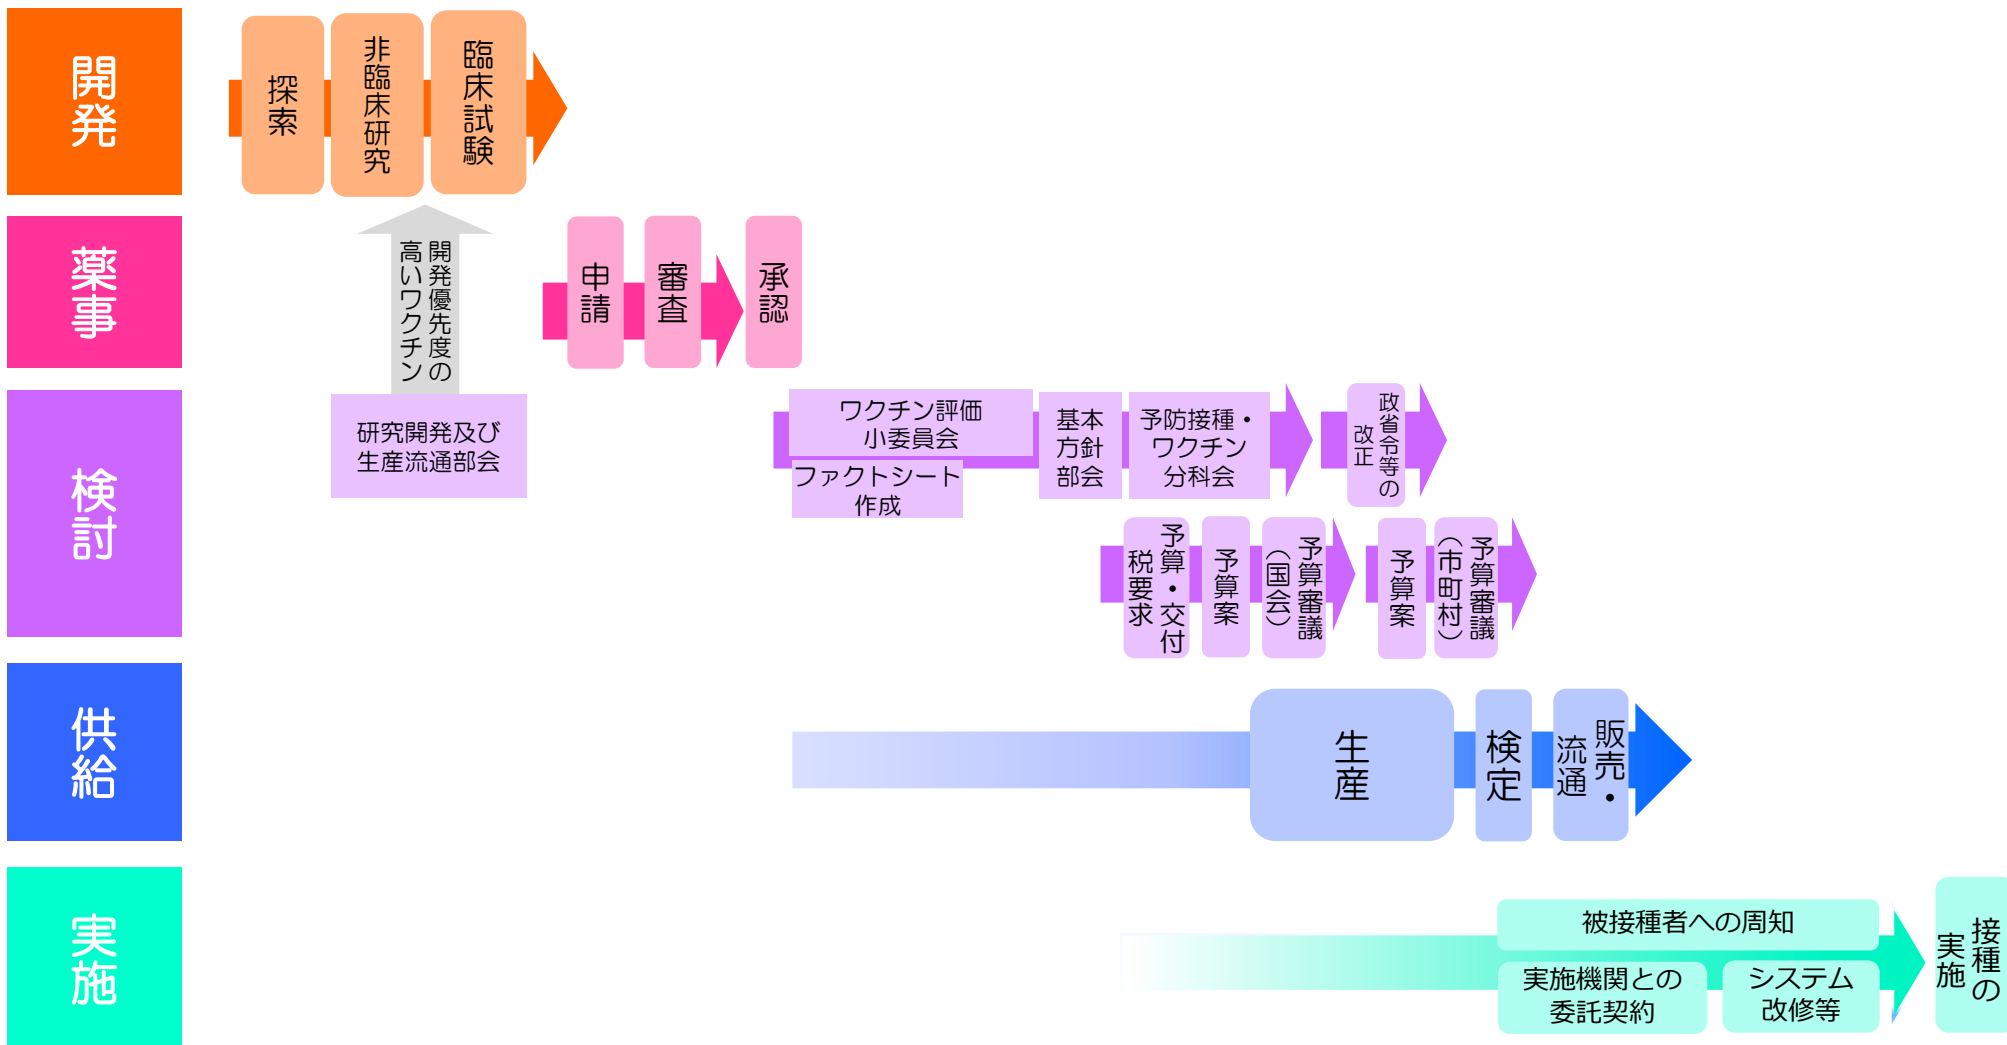 開発
探索
非臨床研究
臨床試験
薬事
開発優先度の
高いワクチン
申請
審査
承認
検討
研究開発及び
生産流通部会
ワクチン評価
小委員会
ファクトシート
作成
基本
方針
部会
予防接種・
ワクチン
分科会
政省令等の
改正
予算・交付
税要求
予算案
予算審議
（国会）
予算案
予算審議
（市町村）
供給
生産
検定
販売・
流通
実施
被接種者への周知
実施機関との
委託契約
システム
改修等
接種の
実施